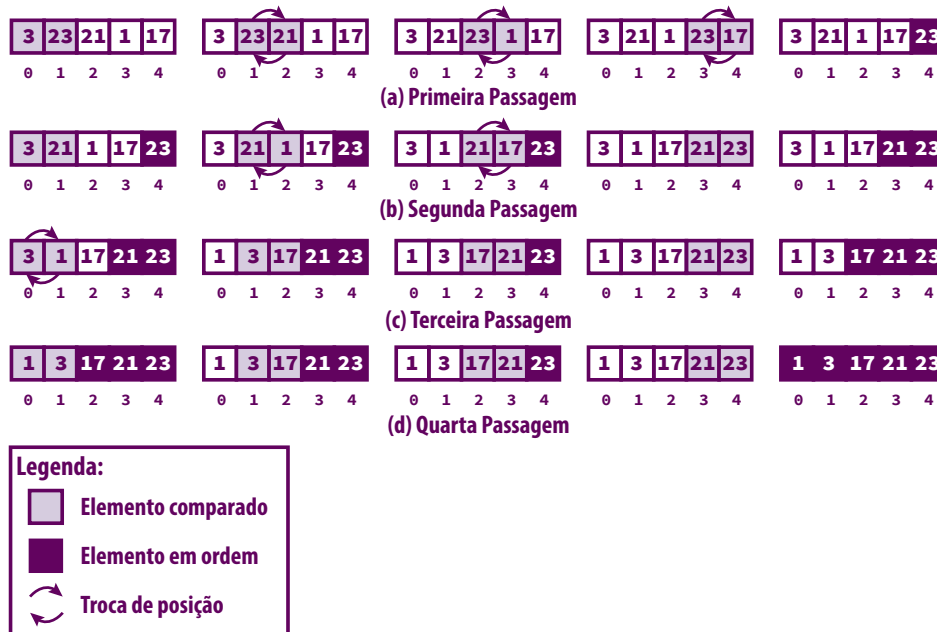 3 23 21 1 17 3 23 21 1 17 3 21 23 1 17 3 21 1 23 17 3 21 1 17 23
0 1 2 3 4 0 1 2 3 4 0 1 2 3 4 0 1 2 3 4 0 1 2 3 4
(a) Primeira Passagem
3 21 1 17 23 3 21 1 17 23 3 1 21 17 23 3 1 17 21 23 3 1 17 21 23
0 1 2 3 4 0 1 2 3 4 0 1 2 3 4 0 1 2 3 4 0 1 2 3 4
(b) Segunda Passagem
3 1 17 21 23 1 3 17 21 23 1 3 17 21 23 1 3 17 21 23 1 3 17 21 23
0 1 2 3 4 0 1 2 3 4 0 1 2 3 4 0 1 2 3 4 0 1 2 3 4
(c) Terceira Passagem
1 3 17 21 23 1 3 17 21 23 1 3 17 21 23 1 3 17 21 23 1 3 17 21 23
0 1 2 3 4 0 1 2 3 4 0 1 2 3 4 0 1 2 3 4 0 1 2 3 4
(d) Quarta Passagem
Legenda:
Elemento comparado
Elemento em ordem
Troca de posição